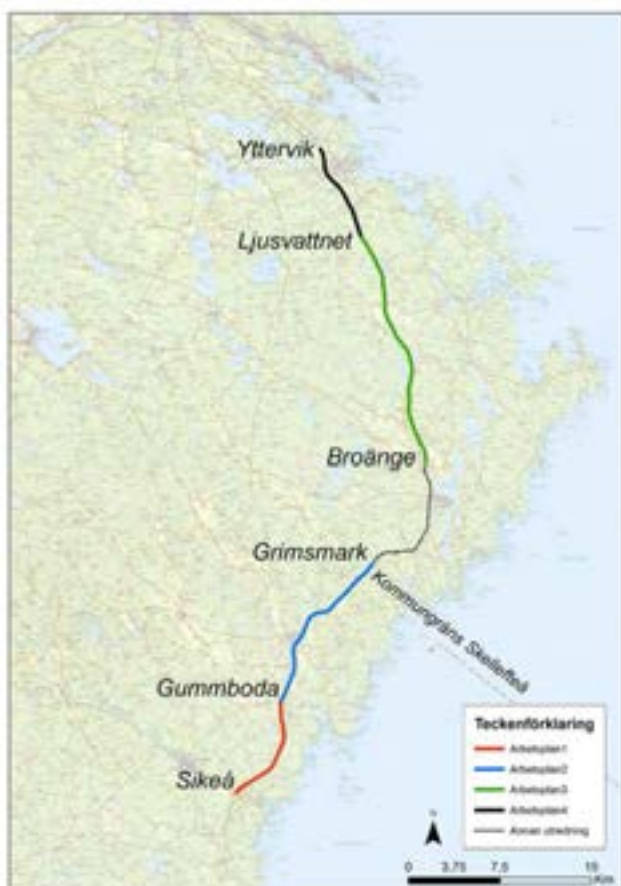 Yttervik
Ljusvattnet
Broänge
Grimsmark
Kommungräns Skellefteå
Gummboda
Sikeå
Teckenförklaring
Arbetsplan1
Arbetsplan2
Arbetsplan3
Arbetsplan4
Annan utredning
N
0 3,75 7,5 15
Km